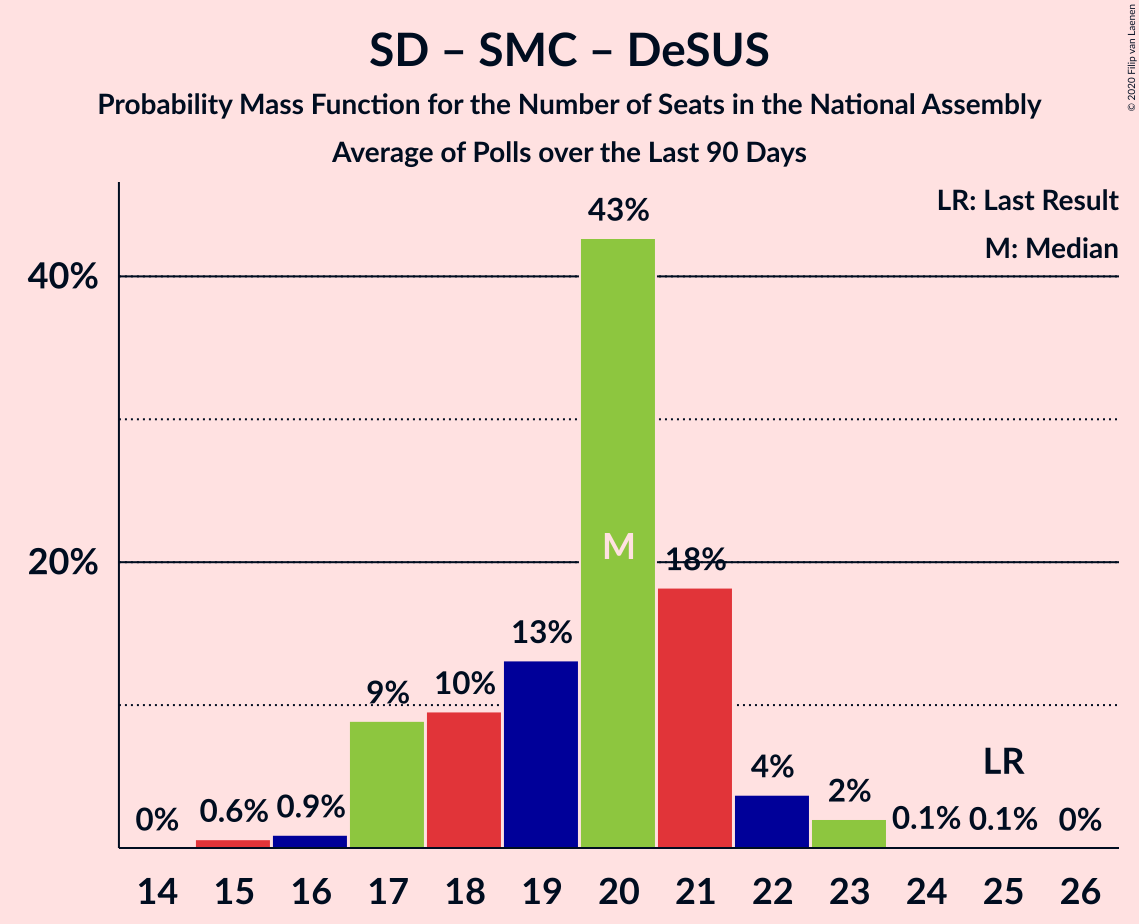 SD – SMC – DeSUS
Probability Mass Function for the Number of Seats in the National Assembly
Average of Polls over the Last 90 Days
© 2020 Filip van Laenen
LR: Last Result
M: Median
40%
20%
0%
0.6%
0.9%
9%
10%
13%
43%
M
18%
4%
2%
0.1%
LR
0.1%
0%
14 15 16 17 18 19 20 21 22 23 24 25 26